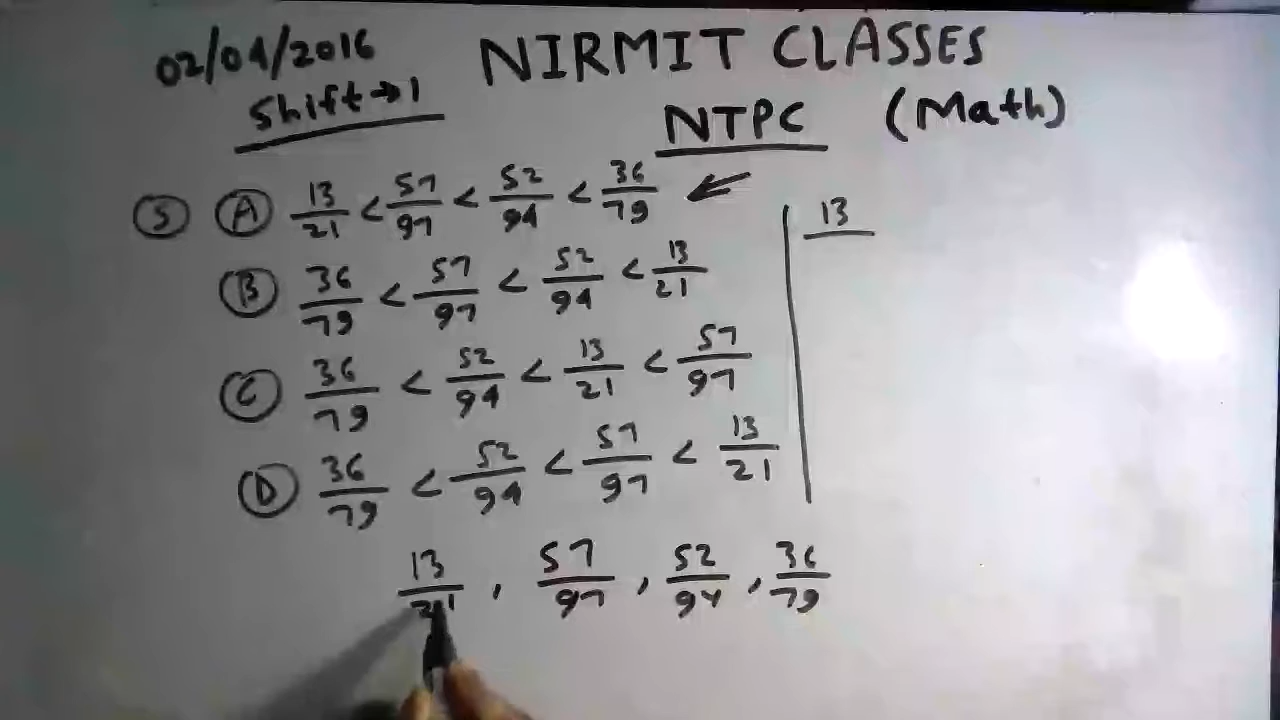 02/04/2016 NIRMIT CLASSES
Shift→1 NTPC (Math)
5 A 13/21 < 57/97 < 52/94 < 36/79 ←
13
B 36/79 < 57/97 < 52/94 < 13/21
C 36/79 < 52/94 < 13/21 < 57/97
D 36/79 < 52/94 < 57/97 < 13/21
13/21 , 57/97 , 52/94 , 36/79